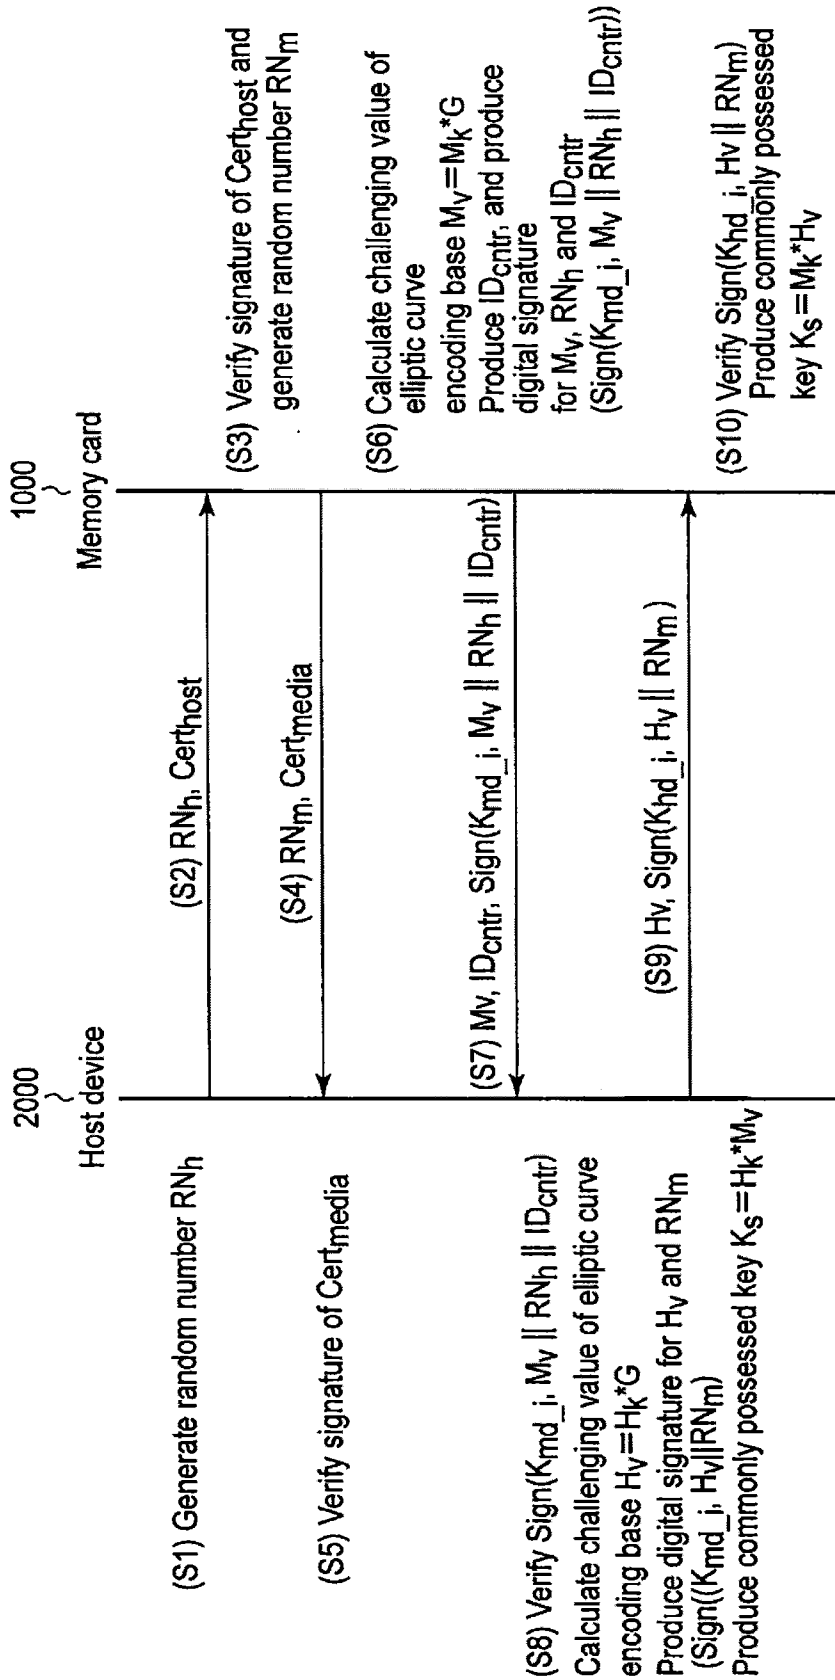 2000
Host device
1000
Memory card
(S1) Generate random number RNh
(S2) RNh, Certhost
(S3) Verify signature of Certhost and
generate random number RNm
(S4) RNm, Certmedia
(S5) Verify signature of Certmedia
(S6) Calculate challenging value of
elliptic curve
encoding base Mv=Mk*G
Produce IDcntr, and produce
digital signature
for Mv, RNh and IDcntr
(Sign(Kmd_i, Mv || RNh || IDcntr))
(S7) Mv, IDcntr, Sign(Kmd_i, Mv || RNh || IDcntr)
(S8) Verify Sign(Kmd_i, Mv || RNh || IDcntr)
Calculate challenging value of elliptic curve
encoding base Hv=Hk*G
Produce digital signature for Hv and RNm
(Sign((Kmd_i, Hv||RNm)
Produce commonly possessed key Ks=Hk*Mv
(S9) Hv, Sign(Khd_i, Hv || RNm)
(S10) Verify Sign(Khd_i, Hv || RNm)
Produce commonly possessed
key Ks=Mk*Hv